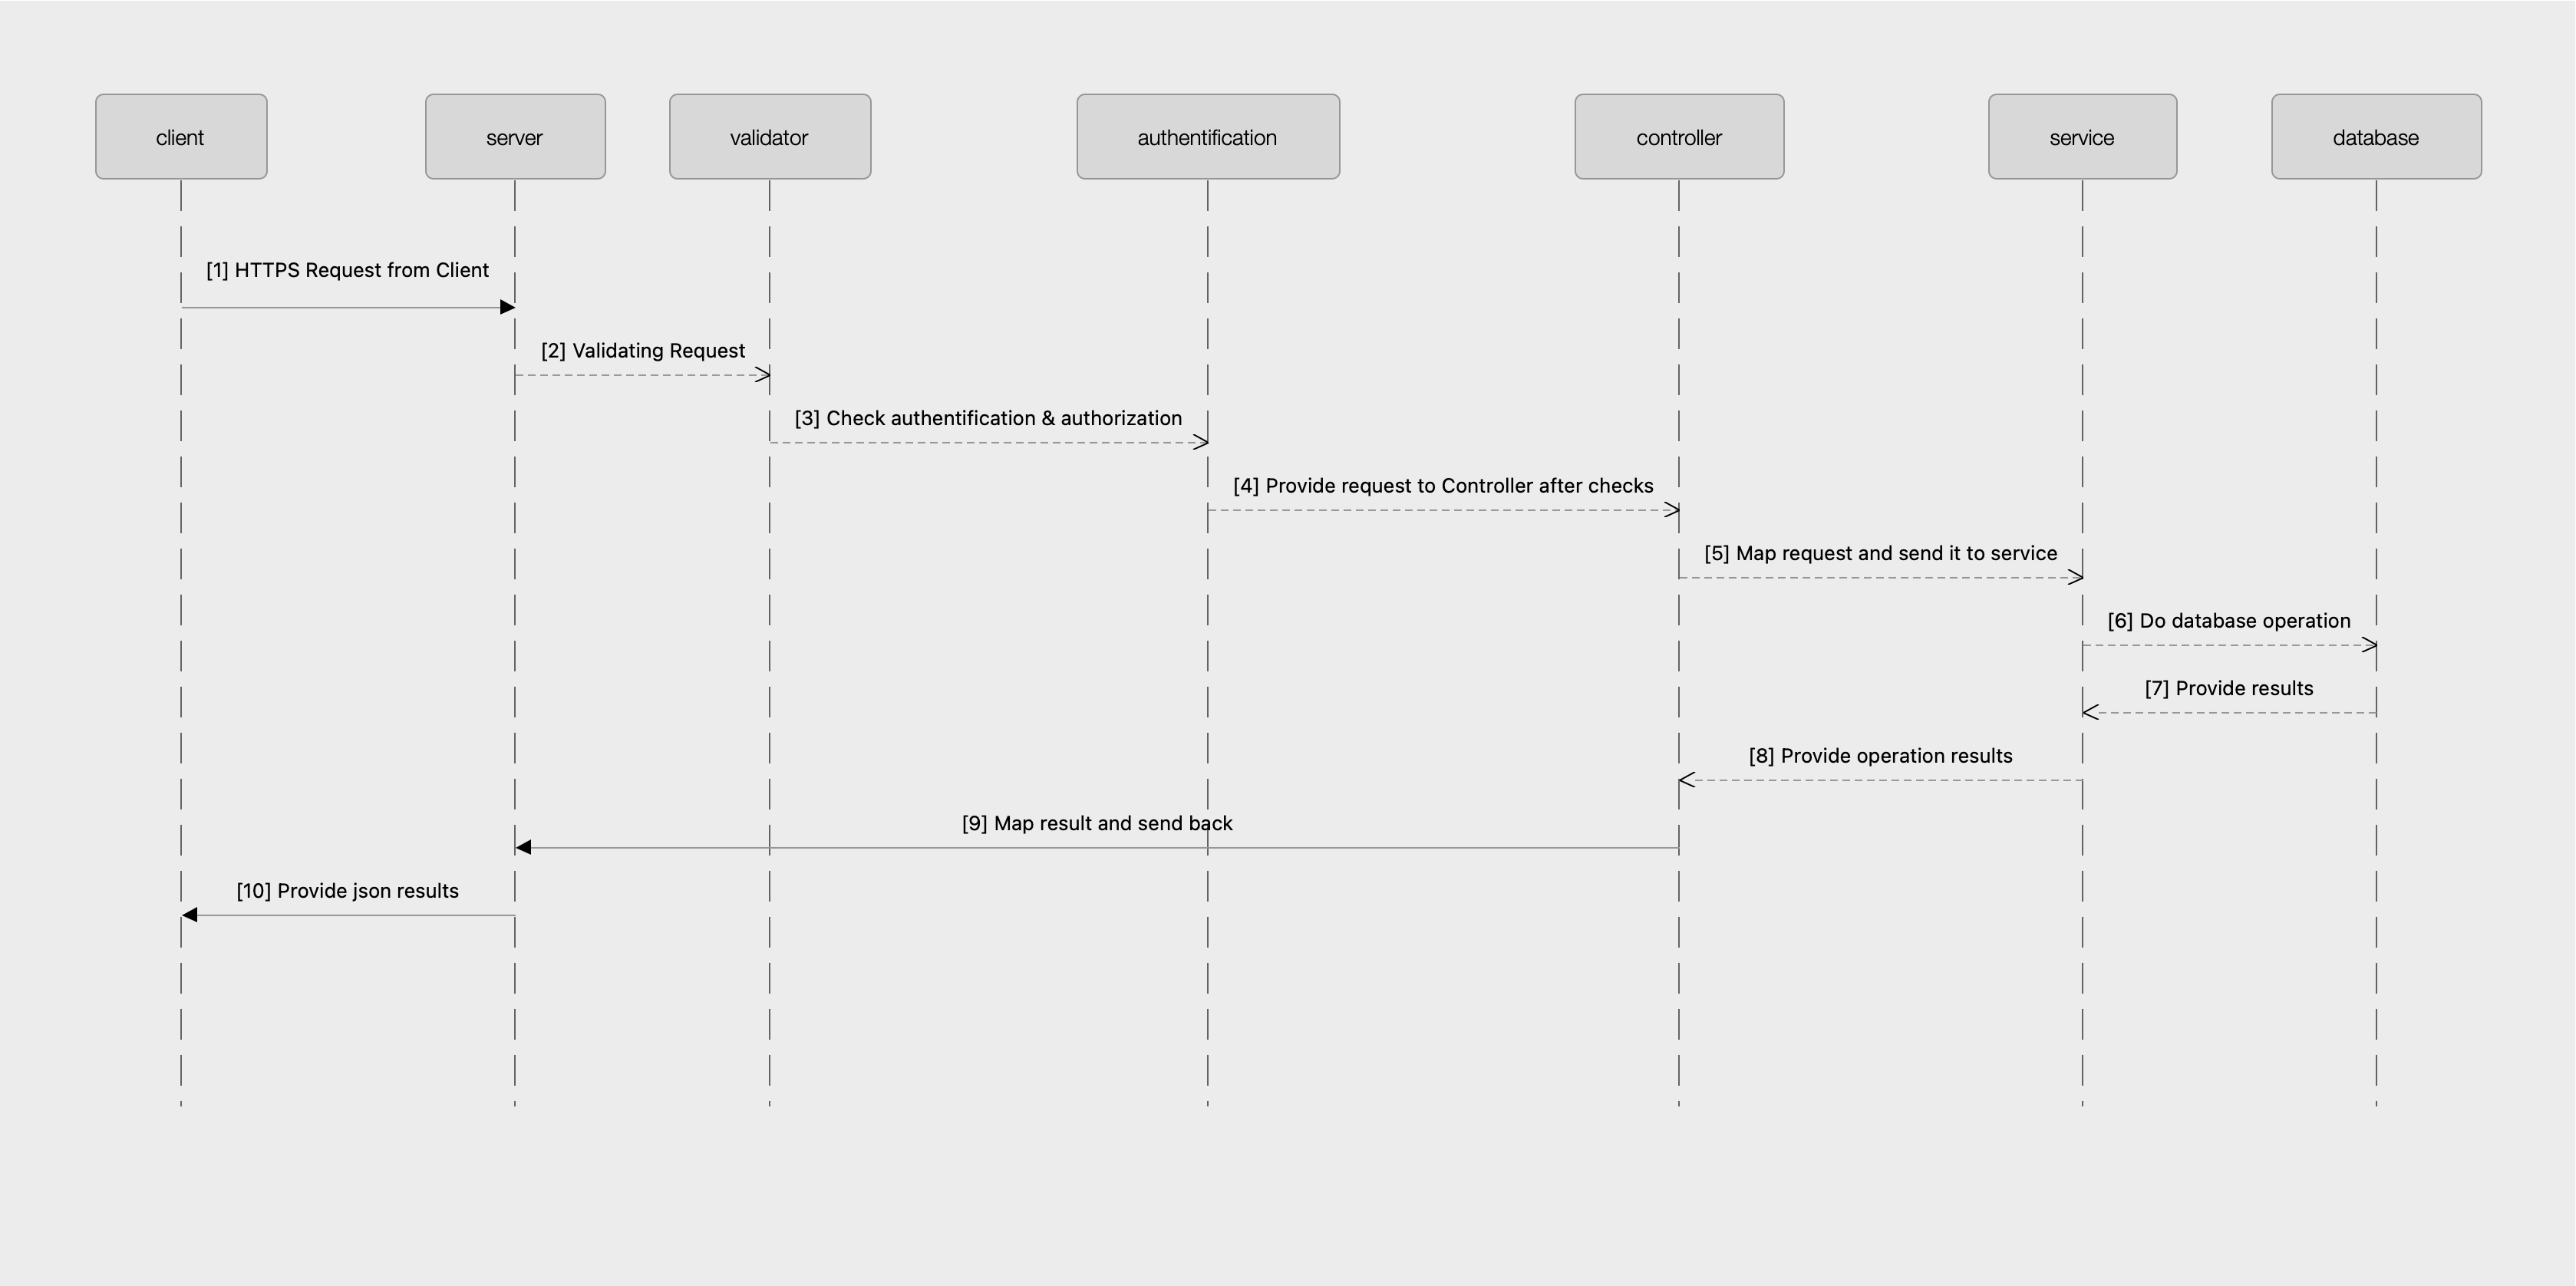 client
server
validator
authentification
controller
service
database
[1] HTTPS Request from Client
[2] Validating Request
[3] Check authentification & authorization
[4] Provide request to Controller after checks
[5] Map request and send it to service
[6] Do database operation
[7] Provide results
[8] Provide operation results
[9] Map result and send back
[10] Provide json results